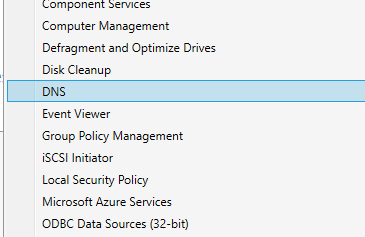 Component Services
Computer Management
Defragment and Optimize Drives
Disk Cleanup
DNS
Event Viewer
Group Policy Management
iSCSI Initiator
Local Security Policy
Microsoft Azure Services
ODBC Data Sources (32-bit)